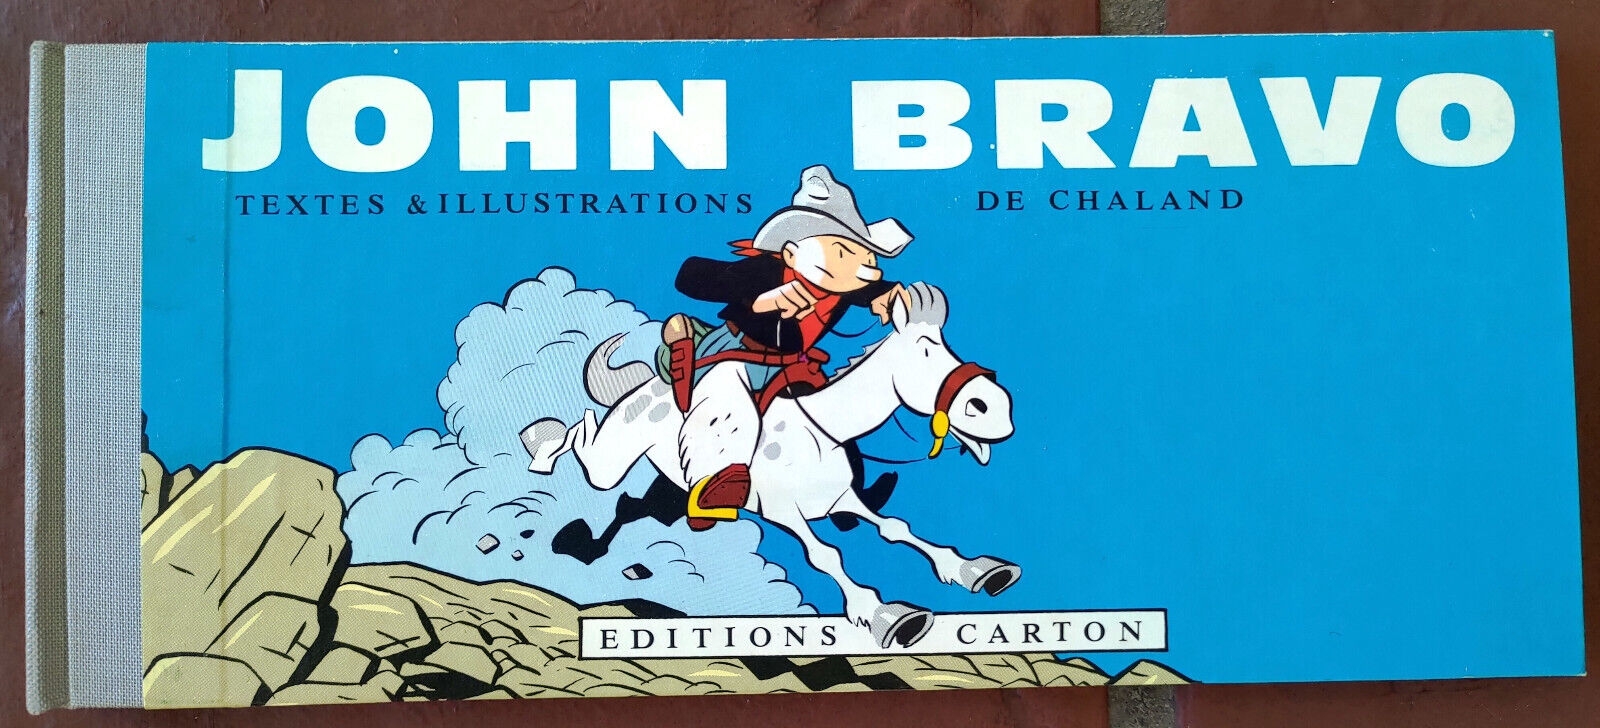 JOHN BRAVO
TEXTES & ILLUSTRATIONS DE CHALAND
EDITIONS CARTON